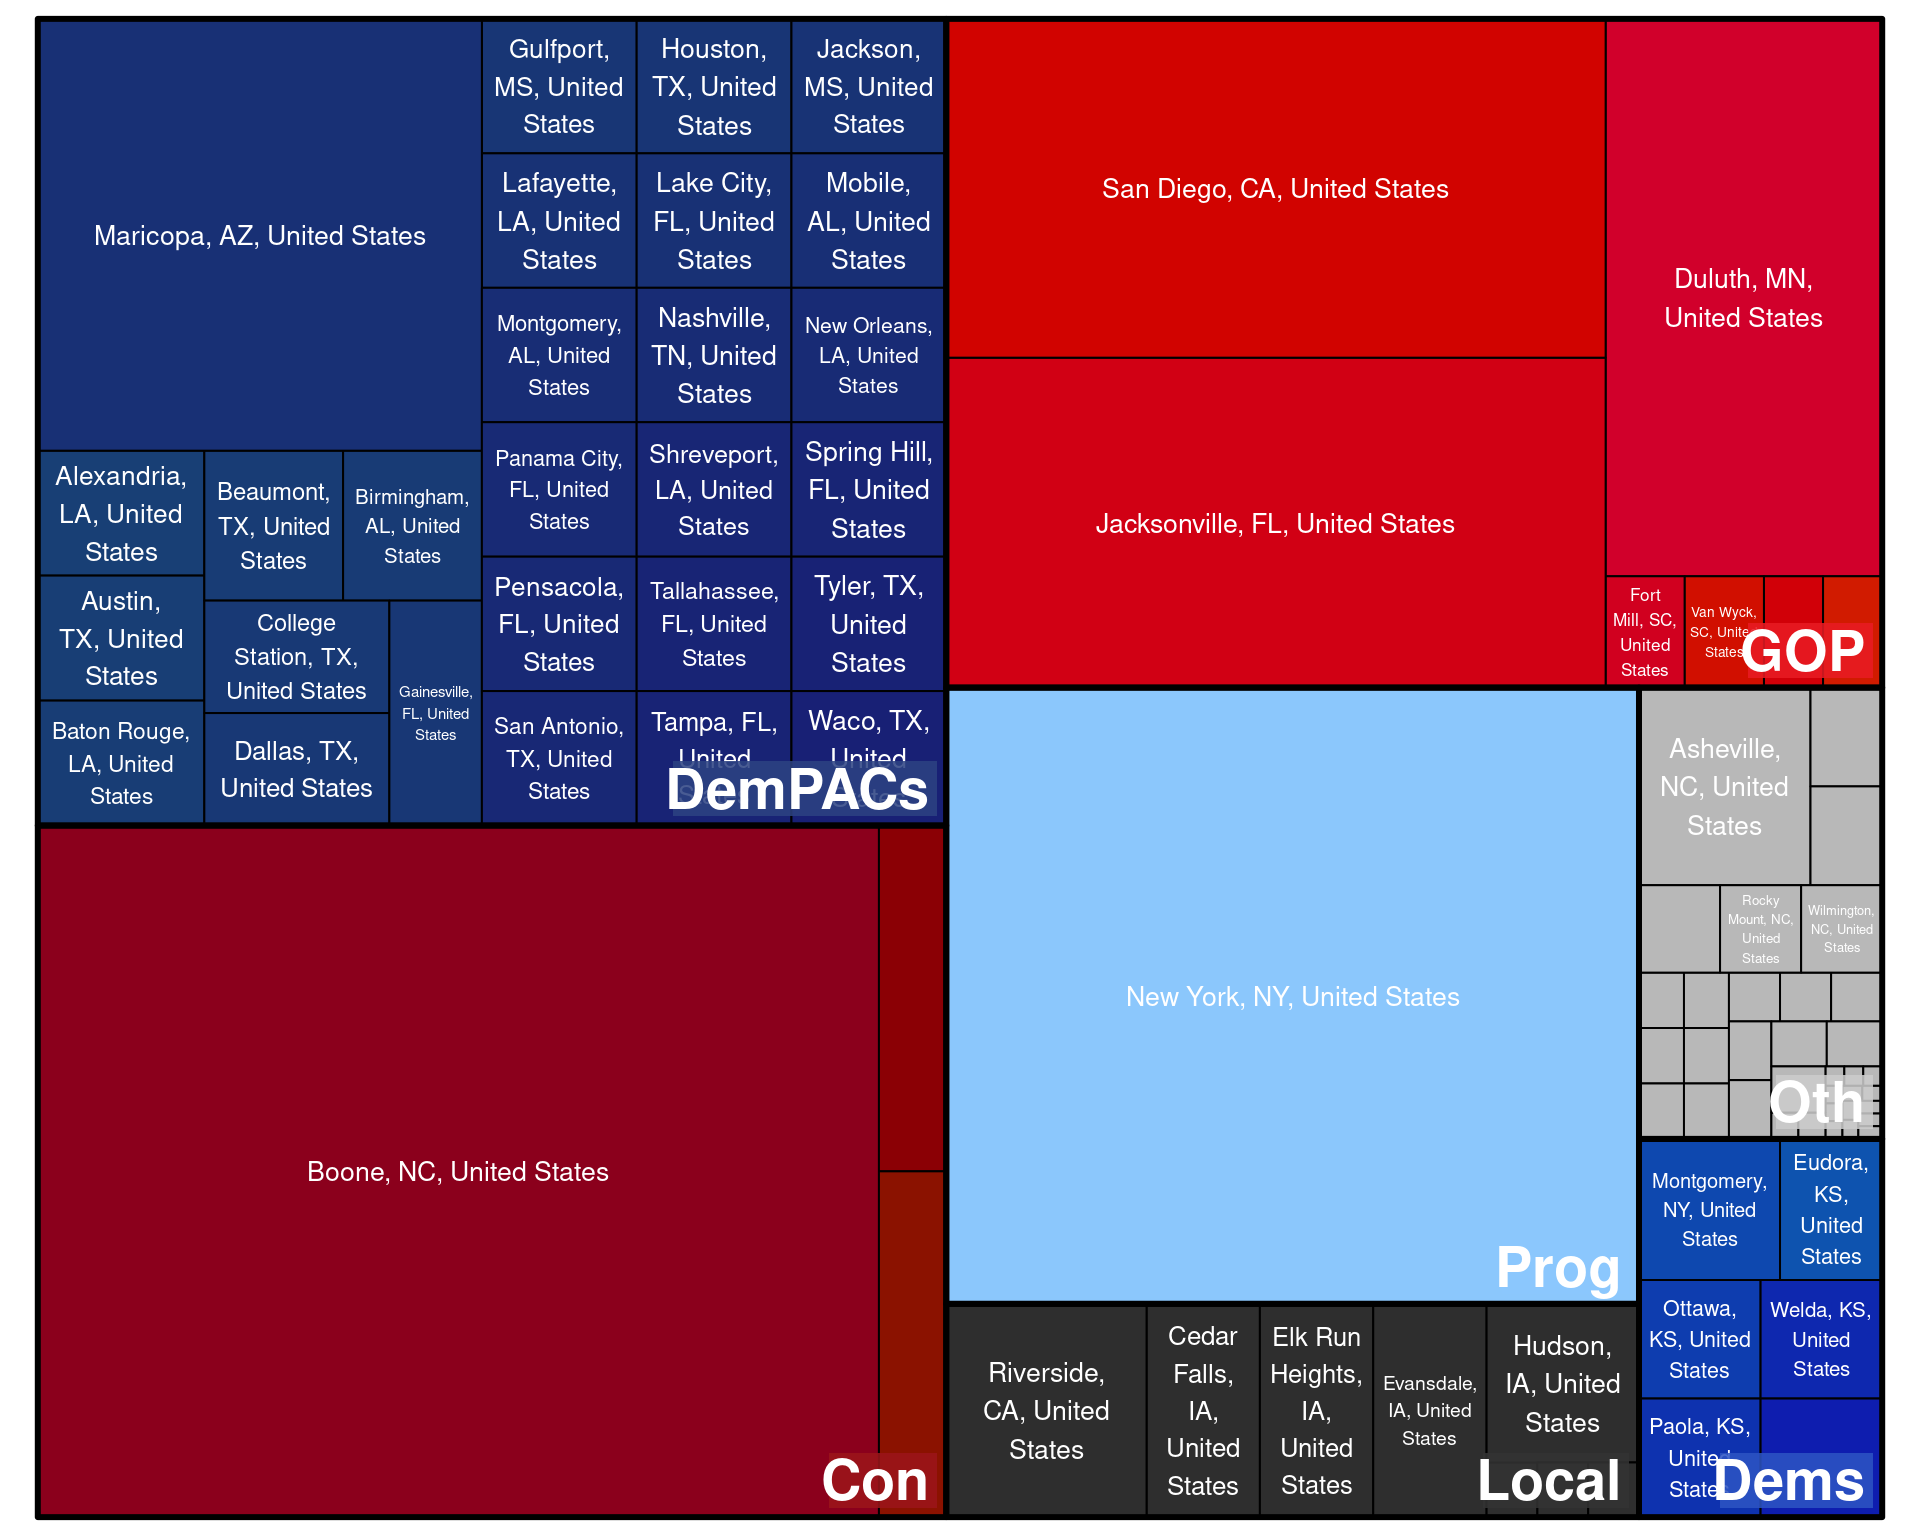 Maricopa, AZ, United States
Gulfport,
MS, United
States
Houston,
TX, United
States
Jackson,
MS, United
States
Lafayette,
LA, United
States
Lake City,
FL, United
States
Mobile,
AL, United
States
Montgomery,
AL, United
States
Nashville,
TN, United
States
New Orleans,
LA, United
States
Alexandria,
LA, United
States
Beaumont,
TX, United
States
Birmingham,
AL, United
States
Panama City,
FL, United
States
Shreveport,
LA, United
States
Spring Hill,
FL, United
States
Austin,
TX, United
States
College
Station, TX,
United States
Gainesville,
FL, United
States
Pensacola,
FL, United
States
Tallahassee,
FL, United
States
Tyler, TX,
United
States
Baton Rouge,
LA, United
States
Dallas, TX,
United States
San Antonio,
TX, United
States
Tampa, FL,
United
States
Waco, TX,
United
States
DemPACs
San Diego, CA, United States
Jacksonville, FL, United States
Duluth, MN,
United States
Fort
Mill, SC,
United
States
Van Wyck,
SC, United
States
GOP
Boone, NC, United States
Con
New York, NY, United States
Prog
Asheville,
NC, United
States
Rocky
Mount, NC,
United
States
Wilmington,
NC, United
States
Oth
Riverside,
CA, United
States
Cedar
Falls,
IA,
United
States
Elk Run
Heights,
IA,
United
States
Evansdale,
IA, United
States
Hudson,
IA, United
States
Local
Montgomery,
NY, United
States
Eudora,
KS,
United
States
Ottawa,
KS, United
States
Welda, KS,
United
States
Paola, KS,
United
States
Dems